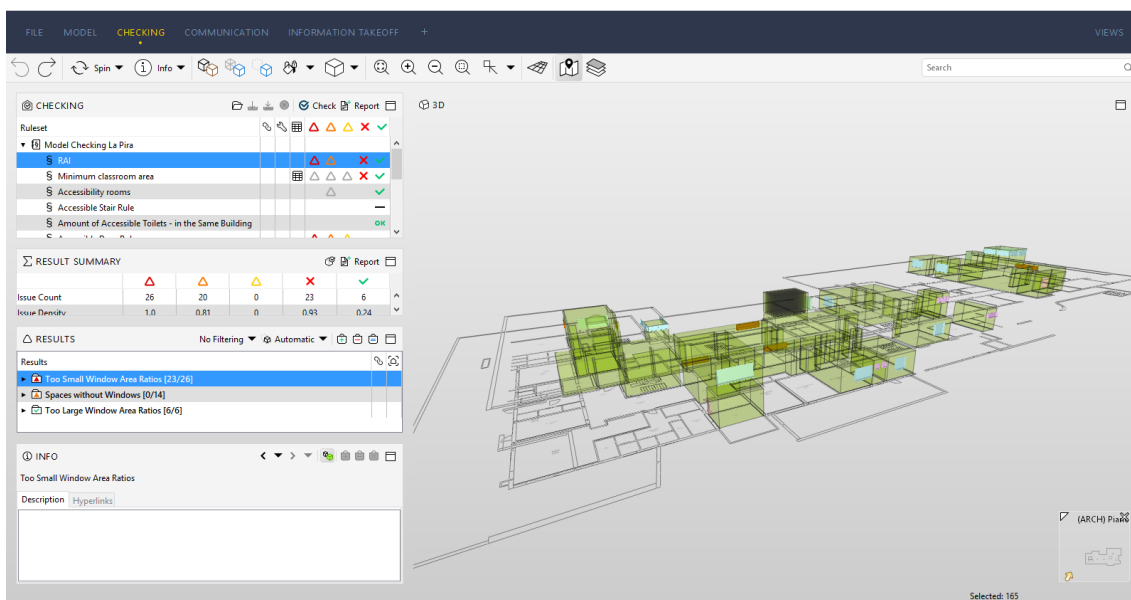 FILE MODEL CHECKING COMMUNICATION INFORMATION TAKEOFF + VIEWS
Spin Info Search
CHECKING Check Report
3D
Ruleset
Model Checking La Pira
§ RAI
§ Minimum classroom area
§ Accessibility rooms
§ Accessible Stair Rule
§ Amount of Accessible Toilets - in the Same Building OK
RESULT SUMMARY Report
Issue Count 26 20 0 23 6
Issue Density 1.0 0.81 0 0.93 0.24
RESULTS No Filtering Automatic
Results
Too Small Window Area Ratios [23/26]
Spaces without Windows [0/14]
Too Large Window Area Ratios [6/6]
INFO
Too Small Window Area Ratios
Description Hyperlinks
(ARCH) Piano
Selected: 165